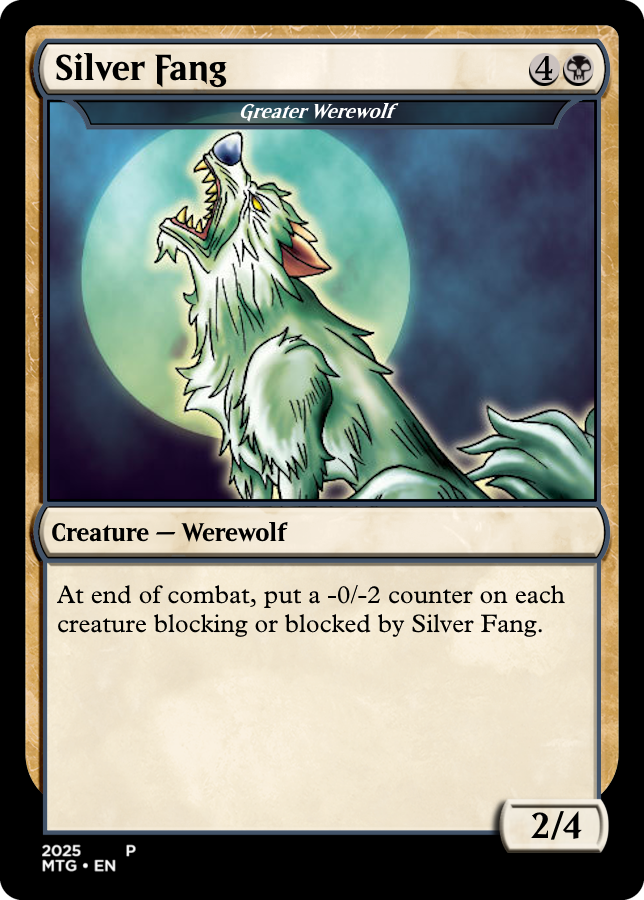 Silver Fang
4
Greater Werewolf
Creature — Werewolf
At end of combat, put a -0/-2 counter on each
creature blocking or blocked by Silver Fang.
2/4
2025 P
MTG • EN